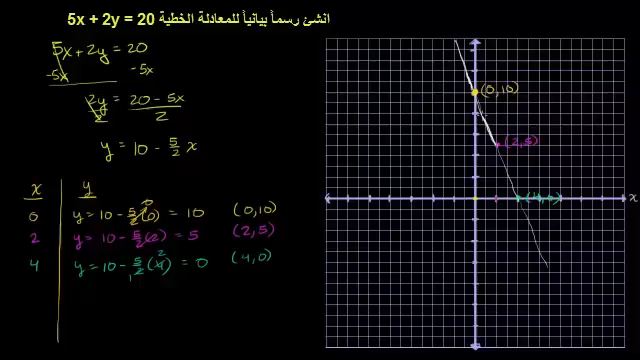 انشئ رسماً بيانياً للمعادلة الخطية 5x + 2y = 20
5x + 2y = 20
-5x -5x
2y = 20 - 5x
2 2
y = 10 - 5/2 x
x y
0 y = 10 - 5/2(0) = 10 (0,10)
2 y = 10 - 5/2(2) = 5 (2,5)
4 y = 10 - 5/2(4) = 0 (4,0)
(0,10)
(2,5)
x